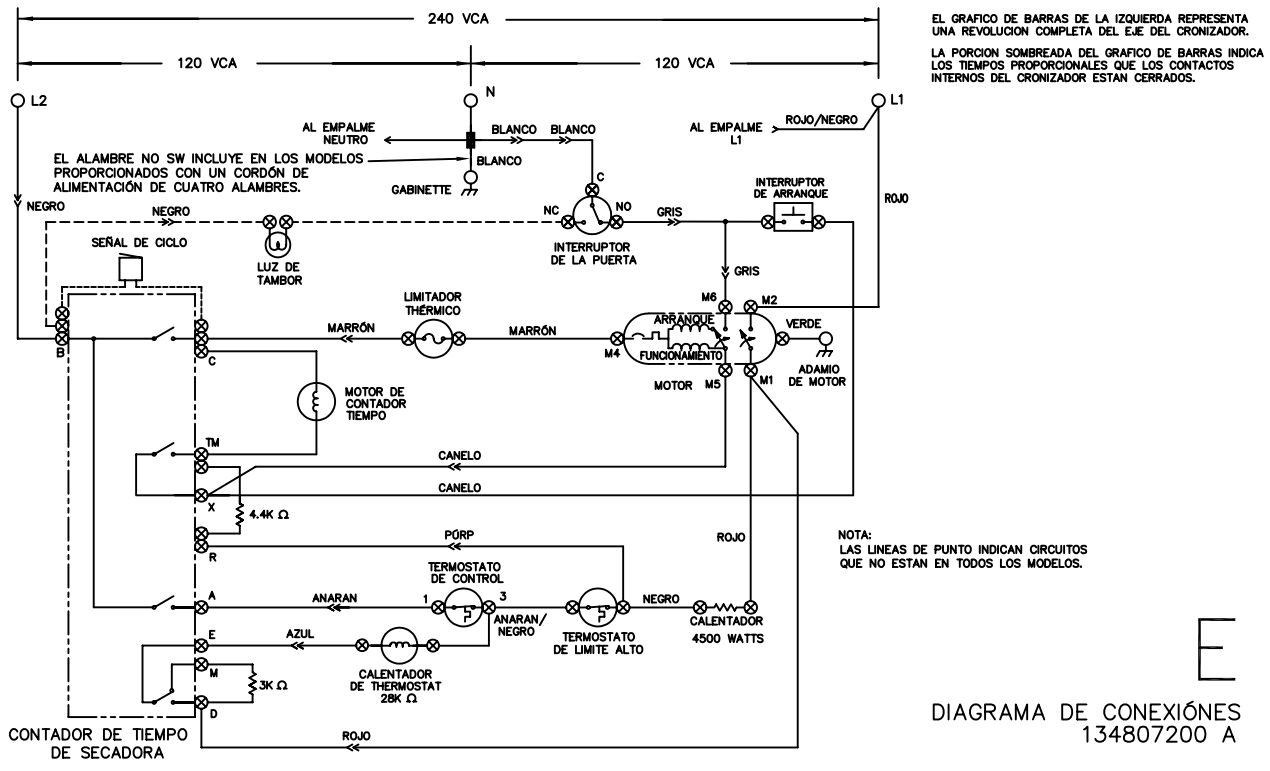 240 VCA
EL GRAFICO DE BARRAS DE LA IZQUIERDA REPRESENTA
UNA REVOLUCION COMPLETA DEL EJE DEL CRONIZADOR.
LA PORCION SOMBREADA DEL GRAFICO DE BARRAS INDICA
LOS TIEMPOS PROPORCIONALES QUE LOS CONTACTOS
INTERNOS DEL CRONIZADOR ESTAN CERRADOS.
120 VCA
120 VCA
L2
N
L1
AL EMPALME
NEUTRO
BLANCO
BLANCO
AL EMPALME
L1
ROJO/NEGRO
EL ALAMBRE NO SW INCLUYE EN LOS MODELOS
PROPORCIONADOS CON UN CORDÓN DE
ALIMENTACIÓN DE CUATRO ALAMBRES.
BLANCO
GABINETTE
C
INTERRUPTOR
DE ARRANQUE
ROJO
NEGRO
NEGRO
NC
NO
GRIS
SEÑAL DE CICLO
LUZ DE
TAMBOR
INTERRUPTOR
DE LA PUERTA
GRIS
LIMITADOR
THÉRMICO
M6
M2
ARRANQUE
VERDE
MARRÓN
MARRÓN
B
C
M4
FUNCIONAMIENTO
MOTOR
M5
M1
ADAMIO
DE MOTOR
MOTOR DE
CONTADOR
TIEMPO
TM
CANELO
CANELO
X
4.4K Ω
R
PÚRP
ROJO
NOTA:
LAS LINEAS DE PUNTO INDICAN CIRCUITOS
QUE NO ESTAN EN TODOS LOS MODELOS.
TERMOSTATO
DE CONTROL
A
ANARAN
1
3
NEGRO
ANARAN/
NEGRO
TERMOSTATO
DE LIMITE ALTO
CALENTADOR
4500 WATTS
E
AZUL
M
3K Ω
CALENTADOR
DE THERMOSTAT
28K Ω
D
E
CONTADOR DE TIEMPO
DE SECADORA
ROJO
DIAGRAMA DE CONEXIÓNES
134807200 A